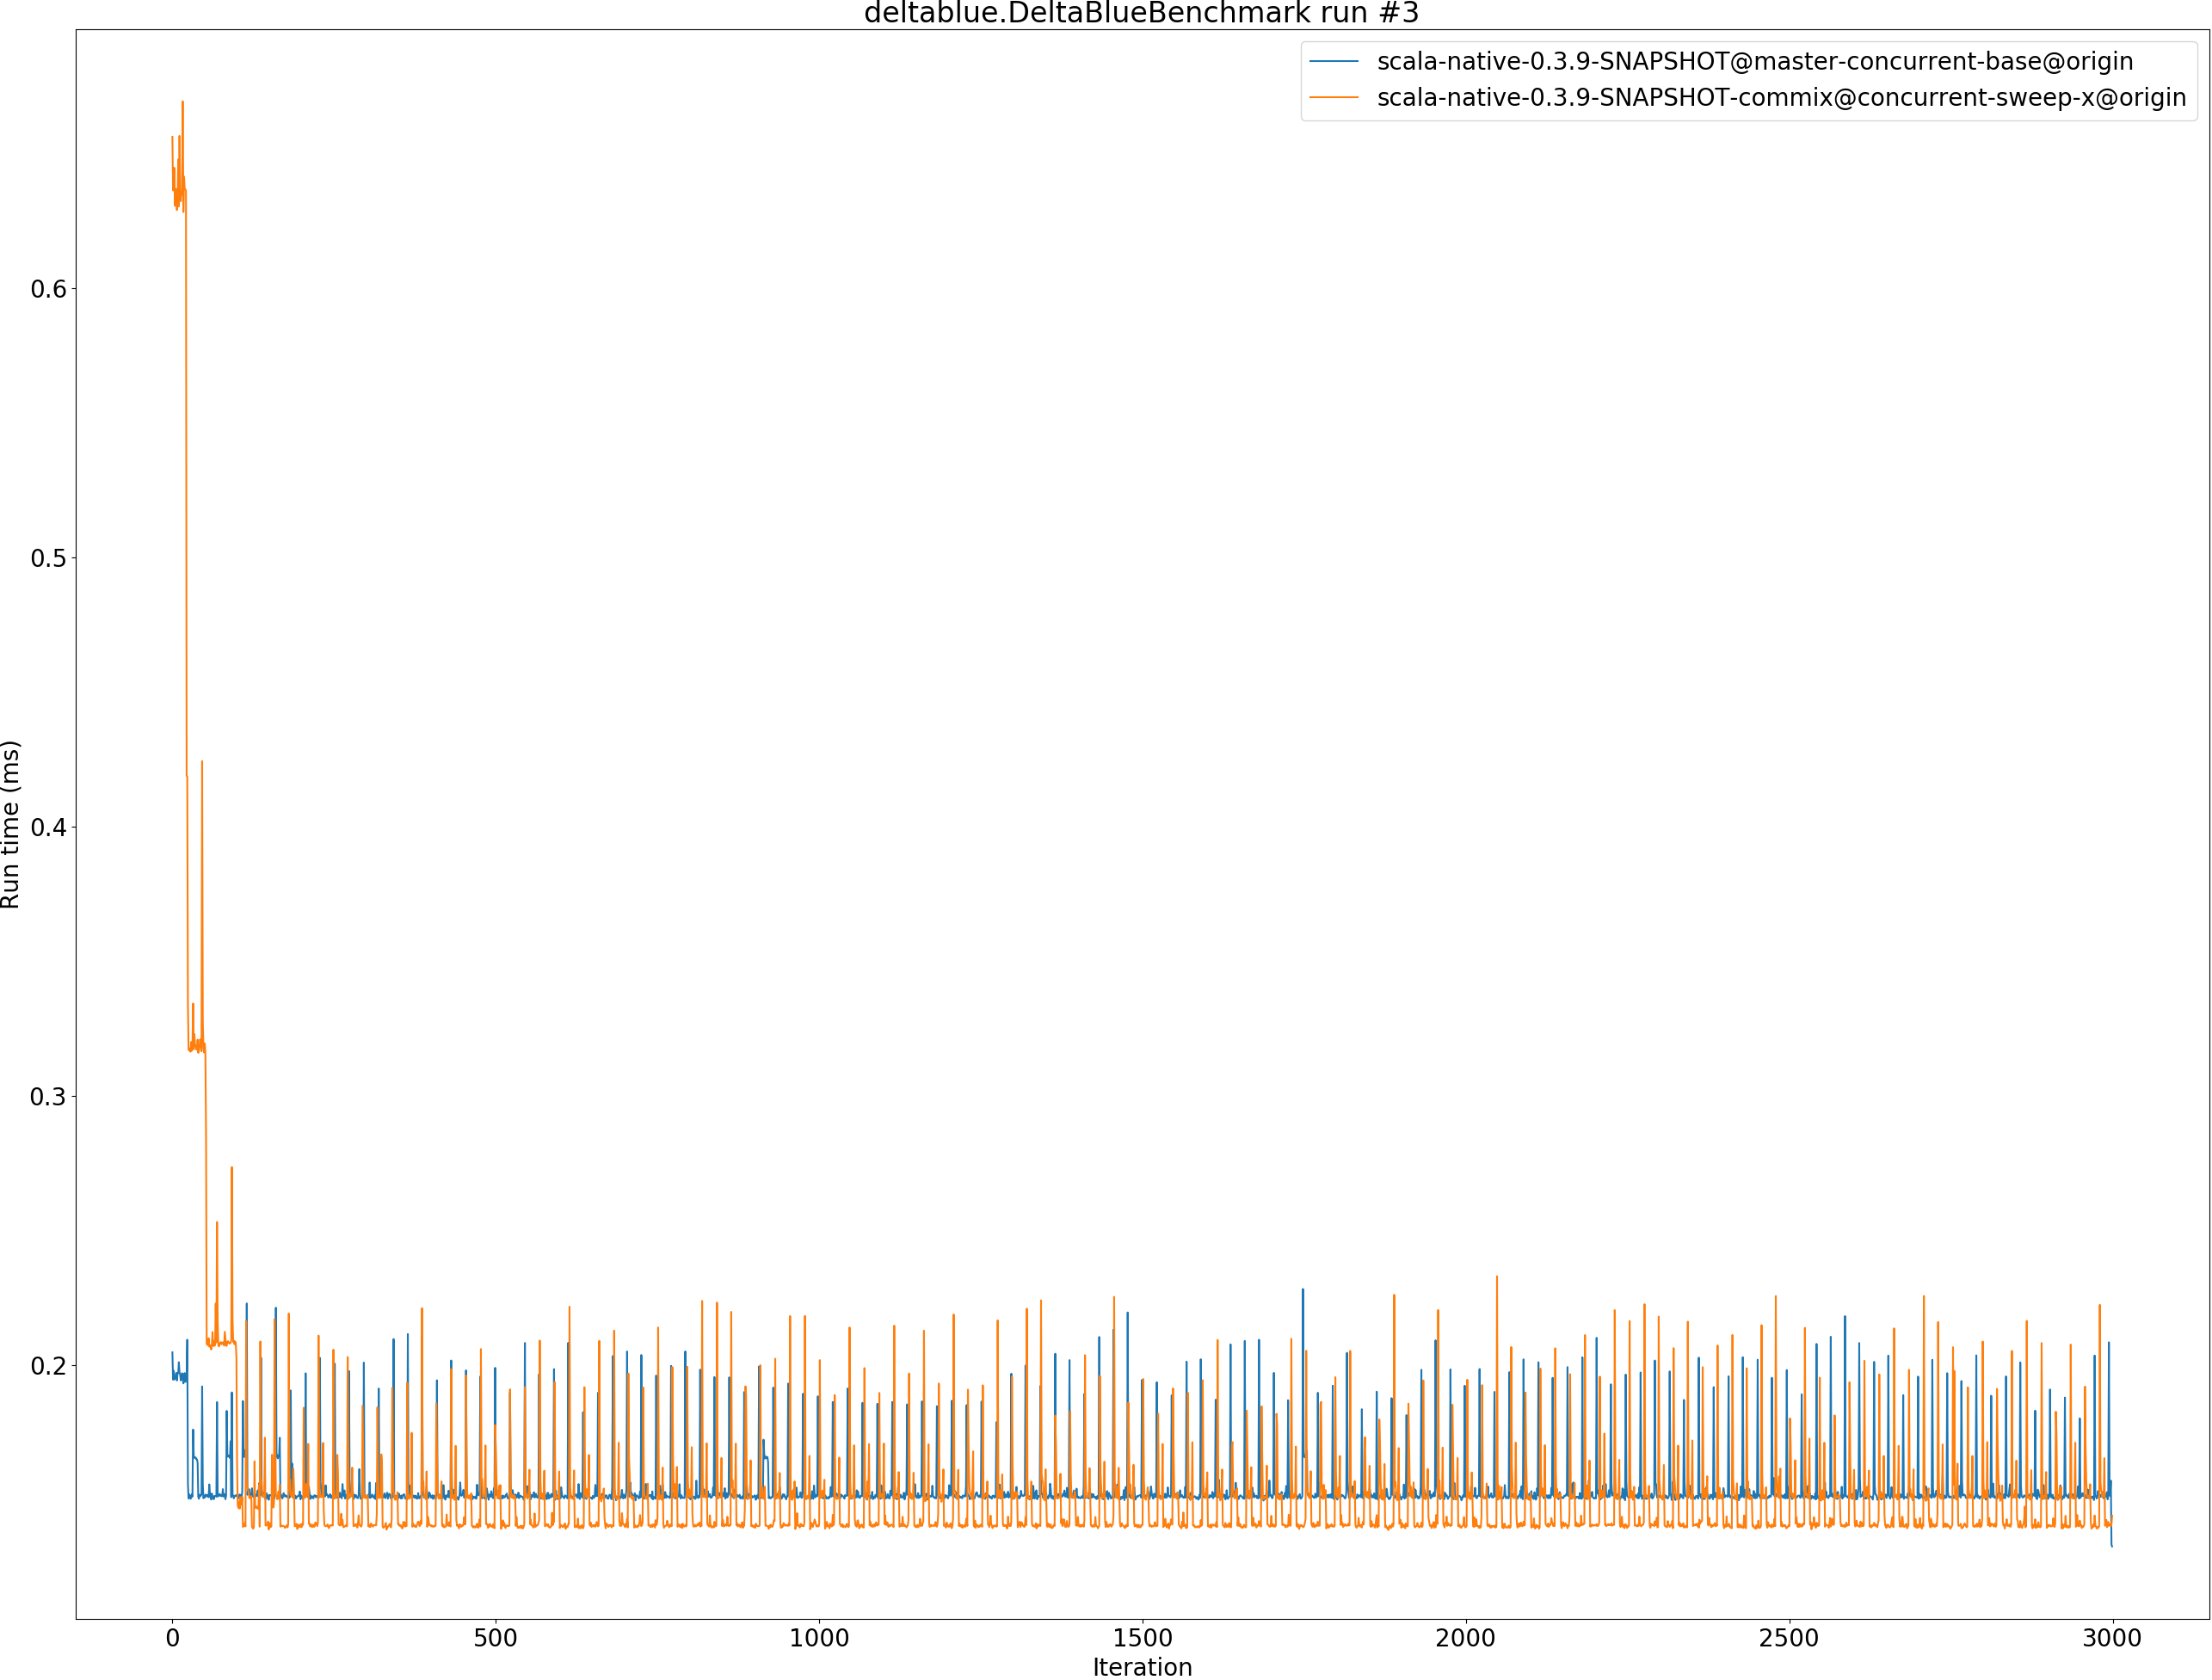 deltablue.DeltaBlueBenchmark run #3
scala-native-0.3.9-SNAPSHOT@master-concurrent-base@origin
scala-native-0.3.9-SNAPSHOT-commix@concurrent-sweep-x@origin
Run time (ms)
0.6
0.5
0.4
0.3
0.2
0
500
1000
1500
2000
2500
3000
Iteration